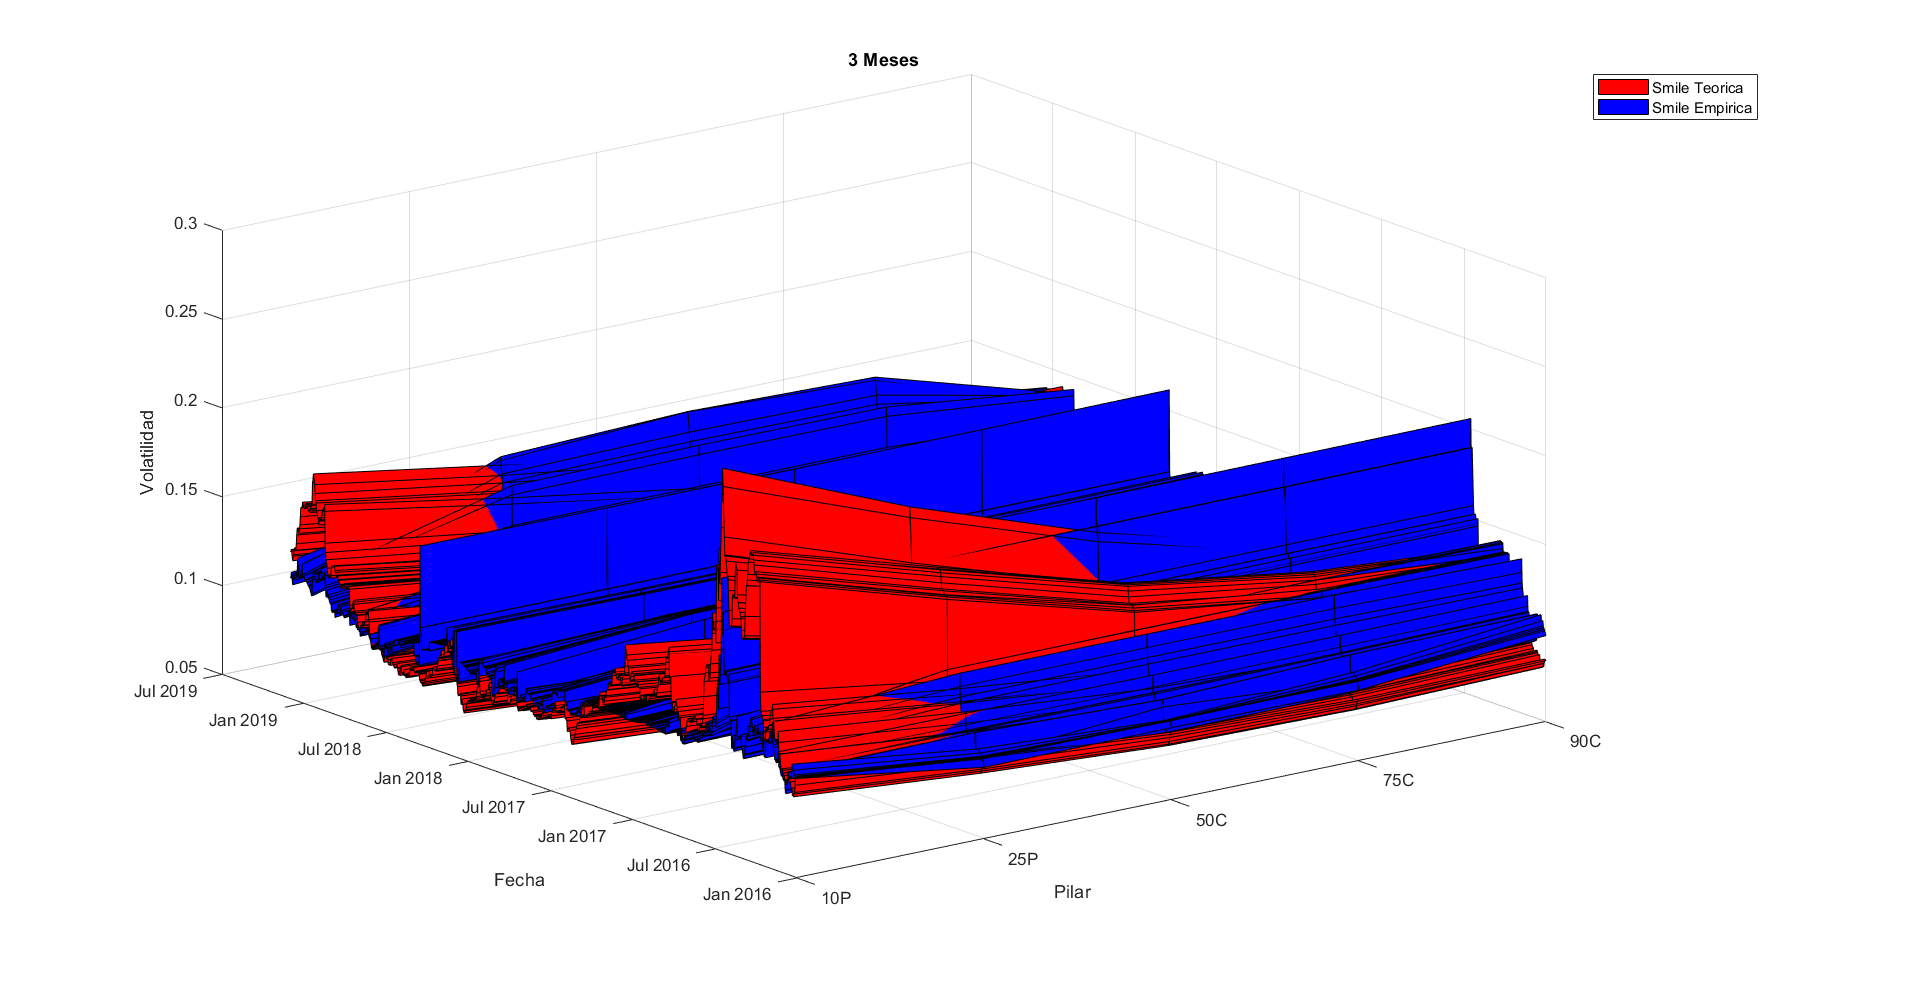 3 Meses
Smile Teorica
Smile Empirica
0.3
0.25
0.2
0.15
0.1
0.05
Volatilidad
Jul 2019
Jan 2019
Jul 2018
Jan 2018
Jul 2017
Jan 2017
Jul 2016
Jan 2016
Fecha
10P
25P
50C
75C
90C
Pilar